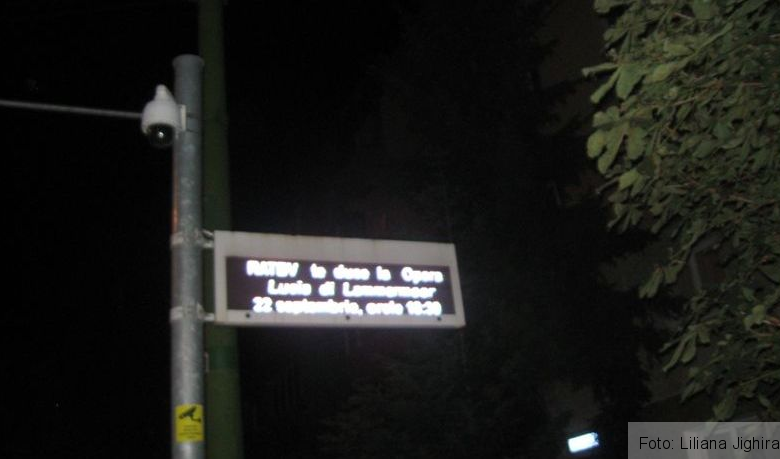 RATBV te duce la Opera
Lucia di Lammermoor
22 septembrie, orele 18:30
Foto: Liliana Jighira